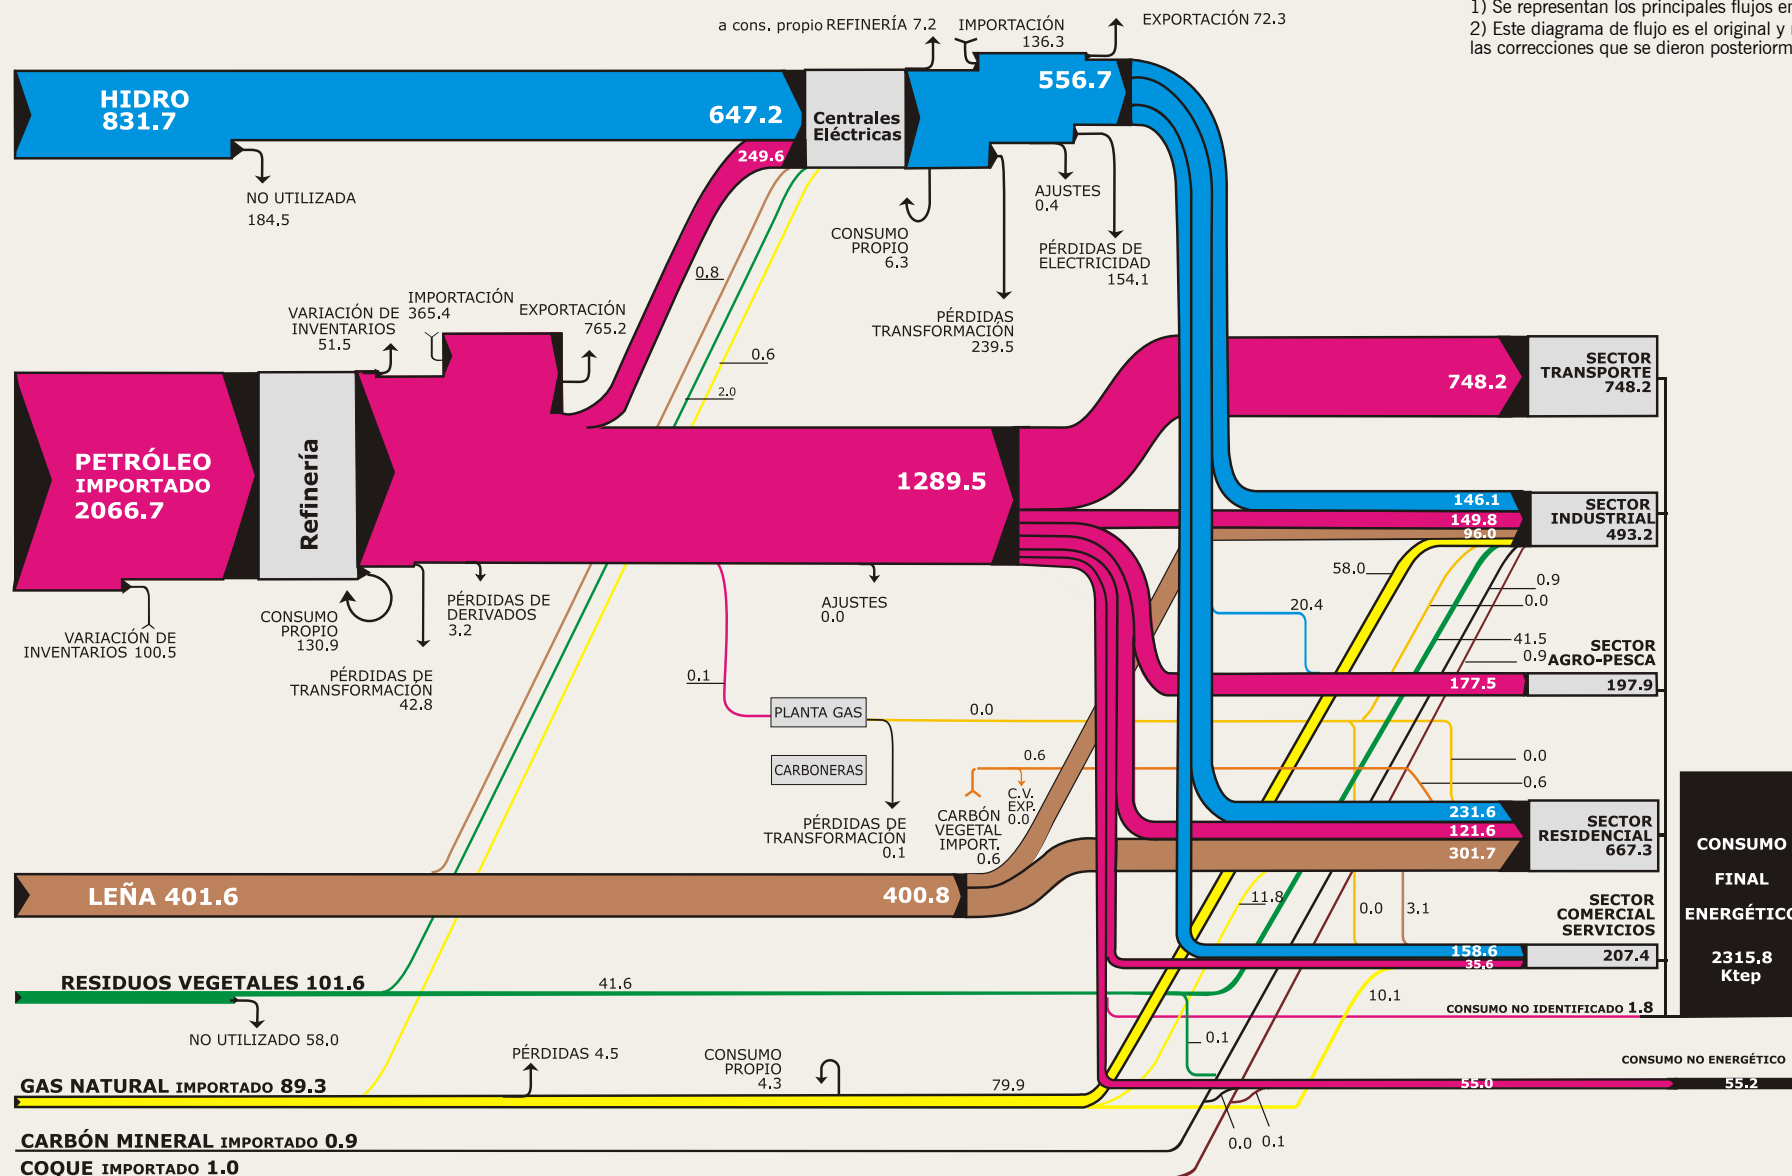 1) Se representan los principales flujos
2) Este diagrama de flujo es el original y
las correcciones que se dieron
a cons. propio REFINERÍA 7.2
IMPORTACIÓN
136.3
EXPORTACIÓN 72.3
HIDRO
831.7
647.2
249.6
Centrales
Eléctricas
556.7
NO UTILIZADA
184.5
CONSUMO
PROPIO
6.3
AJUSTES
0.4
PÉRDIDAS DE
ELECTRICIDAD
154.1
PÉRDIDAS
TRANSFORMACIÓN
239.5
0.8
0.6
2.0
VARIACIÓN DE
INVENTARIOS
51.5
IMPORTACIÓN
365.4
EXPORTACIÓN
765.2
PETRÓLEO
IMPORTADO
2066.7
Refinería
1289.5
VARIACIÓN DE
INVENTARIOS 100.5
CONSUMO
PROPIO
130.9
PÉRDIDAS DE
TRANSFORMACIÓN
42.8
PÉRDIDAS DE
DERIVADOS
3.2
AJUSTES
0.0
0.1
PLANTA GAS
0.0
CARBONERAS
PÉRDIDAS DE
TRANSFORMACIÓN
0.1
0.6
C.V.
EXP.
0.0
CARBÓN
VEGETAL
IMPORT.
0.6
748.2
SECTOR
TRANSPORTE
748.2
146.1
149.8
96.0
SECTOR
INDUSTRIAL
493.2
58.0
20.4
0.9
0.0
41.5
0.9
SECTOR
AGRO-PESCA
177.5
197.9
0.0
0.6
231.6
121.6
301.7
SECTOR
RESIDENCIAL
667.3
11.8
0.0
3.1
SECTOR
COMERCIAL
SERVICIOS
158.6
35.6
207.4
10.1
CONSUMO NO IDENTIFICADO 1.8
CONSUMO
FINAL
ENERGÉTICO
2315.8
Ktep
LEÑA 401.6
400.8
RESIDUOS VEGETALES 101.6
41.6
NO UTILIZADO 58.0
0.1
GAS NATURAL IMPORTADO 89.3
PÉRDIDAS 4.5
CONSUMO
PROPIO
4.3
79.9
CONSUMO NO ENERGÉTICO
55.0
55.2
CARBÓN MINERAL IMPORTADO 0.9
0.0
0.1
COQUE IMPORTADO 1.0